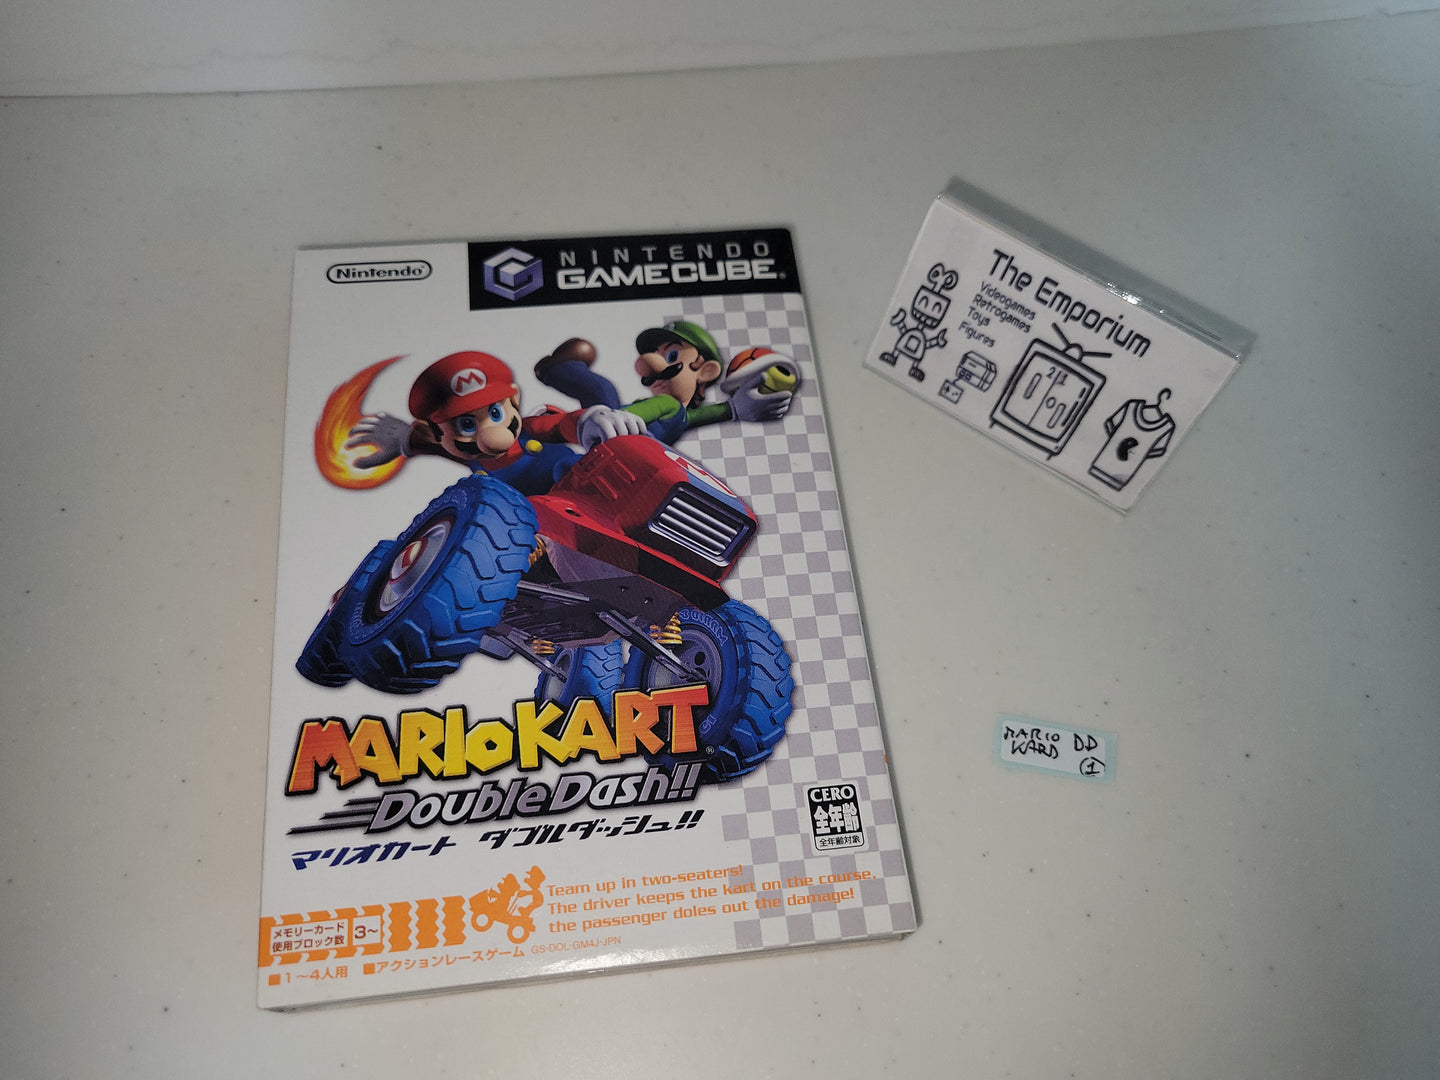 Nintendo
NINTENDO
GAMECUBE
M
MARIO KART
Double Dash!!
マリオカート ダブルダッシュ!!
CERO
全年齢
全年齢対象
Team up in two-seaters!
The driver keeps the kart on the course,
the passenger doles out the damage!
メモリーカード
使用ブロック数
3~
■1～4人用 ■アクションレースゲーム GS-DOL-GM4J-JPN
The Emporium
Videogames
Retrogames
Toys
Figures
MARIO DD
KARD 1